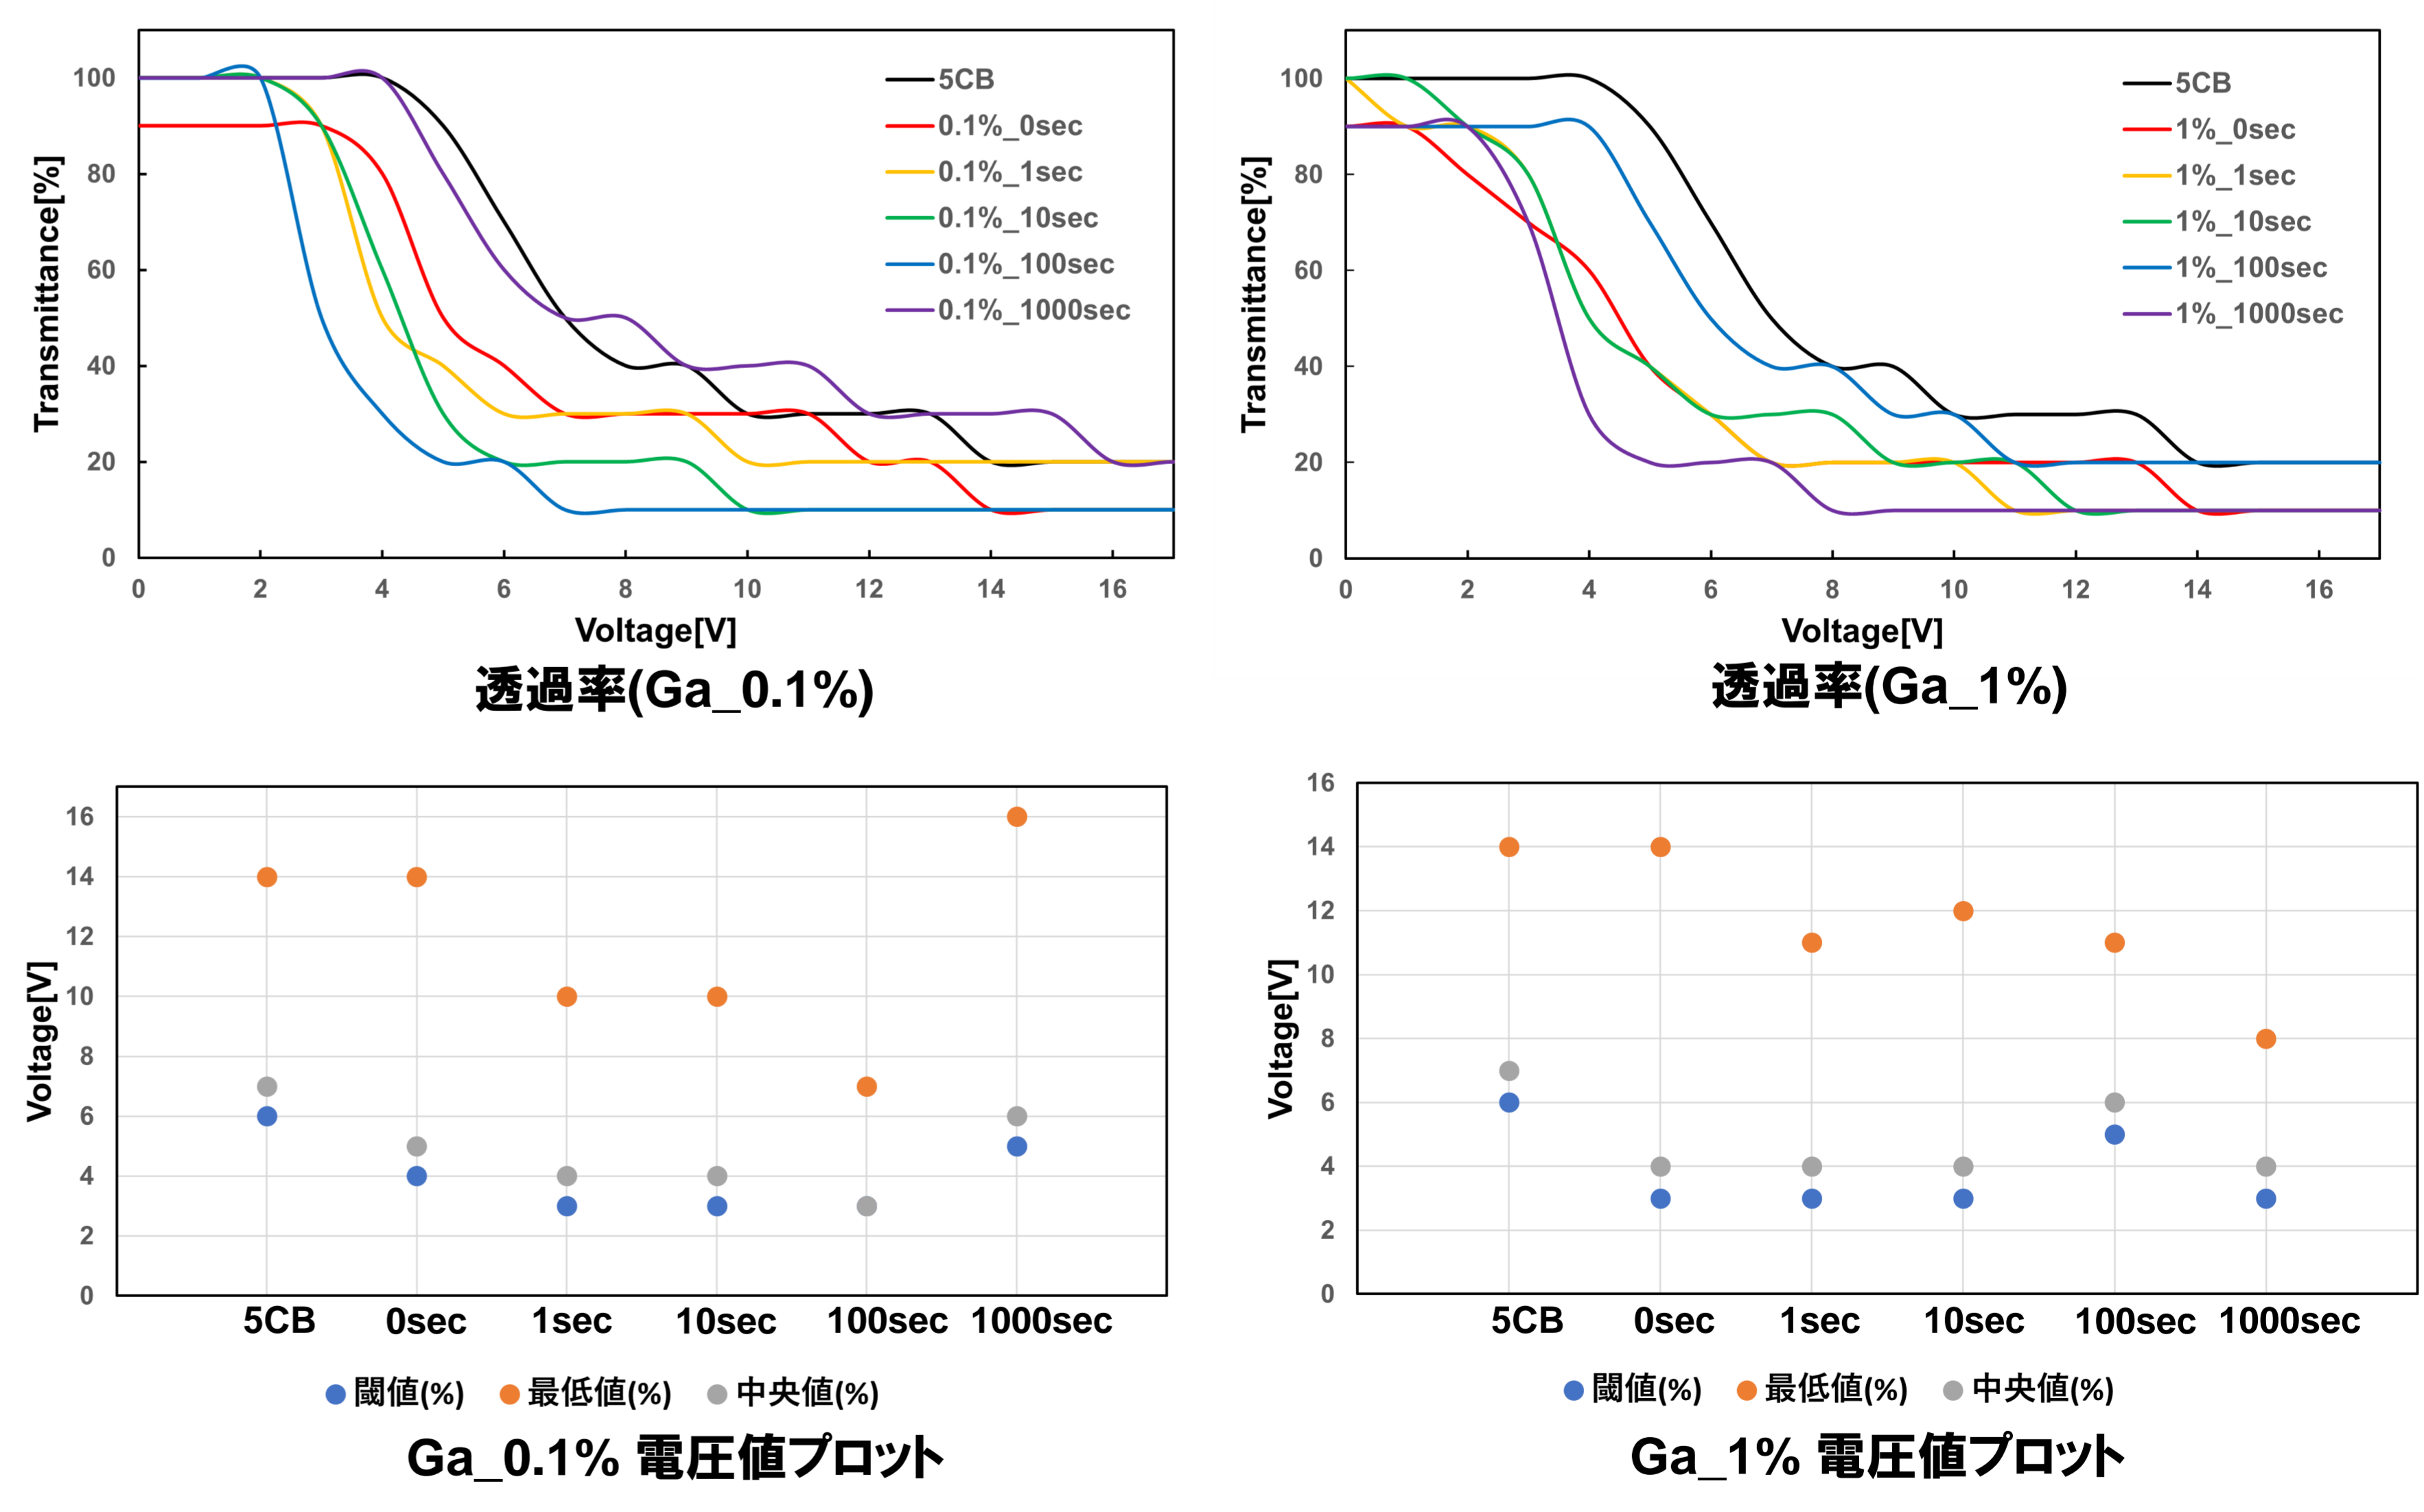 Transmittance[%]
100
80
60
40
20
0
5CB
0.1%_0sec
0.1%_1sec
0.1%_10sec
0.1%_100sec
0.1%_1000sec
0 2 4 6 8 10 12 14 16
Voltage[V]
透過率(Ga_0.1%)
Transmittance[%]
100
80
60
40
20
0
5CB
1%_0sec
1%_1sec
1%_10sec
1%_100sec
1%_1000sec
0 2 4 6 8 10 12 14 16
Voltage[V]
透過率(Ga_1%)
Voltage[V]
16
14
12
10
8
6
4
2
0
5CB 0sec 1sec 10sec 100sec 1000sec
閾値(%) 最低値(%) 中央値(%)
Ga_0.1% 電圧値プロット
Voltage[V]
16
14
12
10
8
6
4
2
0
5CB 0sec 1sec 10sec 100sec 1000sec
閾値(%) 最低値(%) 中央値(%)
Ga_1% 電圧値プロット